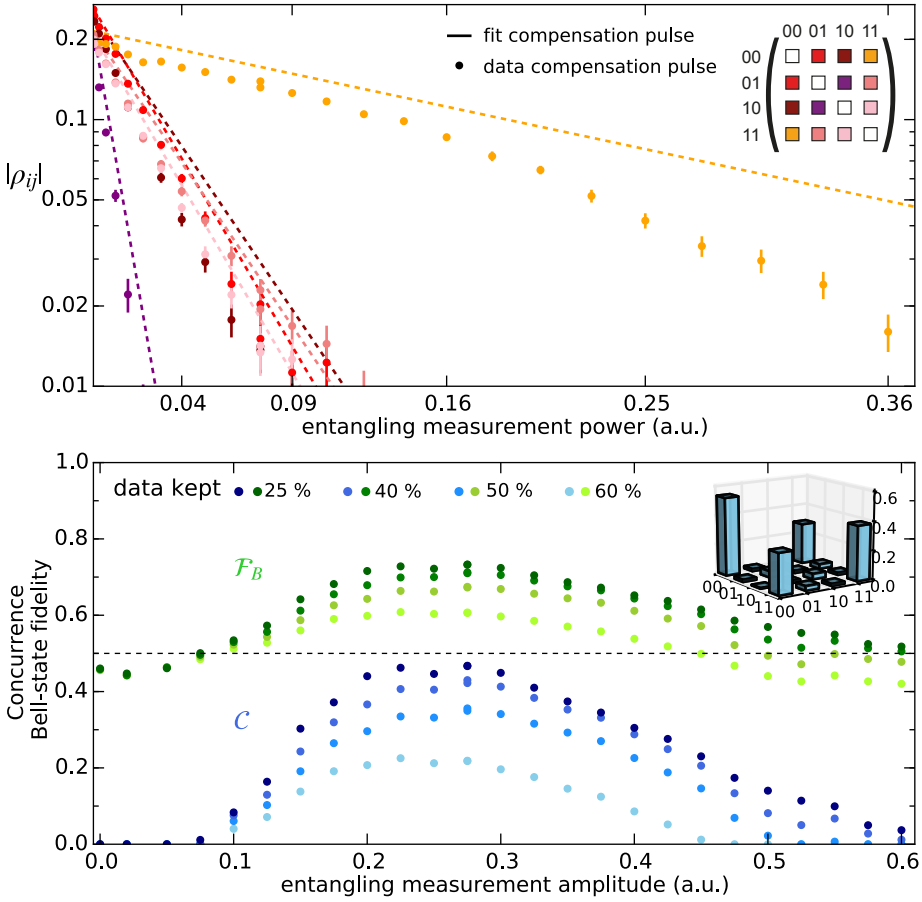 0.2
0.1
0.05
0.02
0.01
|ρij|
fit compensation pulse
data compensation pulse
00 01 10 11
00
01
10
11
0.04 0.09 0.16 0.25 0.36
entangling measurement power (a.u.)
1.0
0.8
0.6
0.4
0.2
0.0
Concurrence
Bell-state fidelity
data kept 25 % 40 % 50 % 60 %
ℱB
𝒞
0.6
0.4
0.2
0.0
00 01 10 11
00 01 10 11
0.0 0.1 0.2 0.3 0.4 0.5 0.6
entangling measurement amplitude (a.u.)